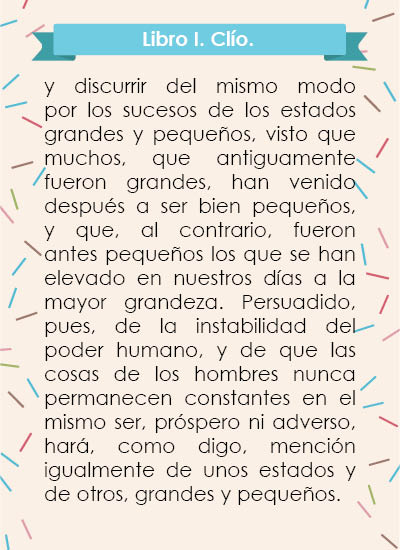 Libro I. Clío.
y discurrir del mismo modo
por los sucesos de los estados
grandes y pequeños, visto que
muchos, que antiguamente
fueron grandes, han venido
después a ser bien pequeños,
y que, al contrario, fueron
antes pequeños los que se han
elevado en nuestros días a la
mayor grandeza. Persuadido,
pues, de la instabilidad del
poder humano, y de que las
cosas de los hombres nunca
permanecen constantes en el
mismo ser, próspero ni adverso,
hará, como digo, mención
igualmente de unos estados y
de otros, grandes y pequeños.